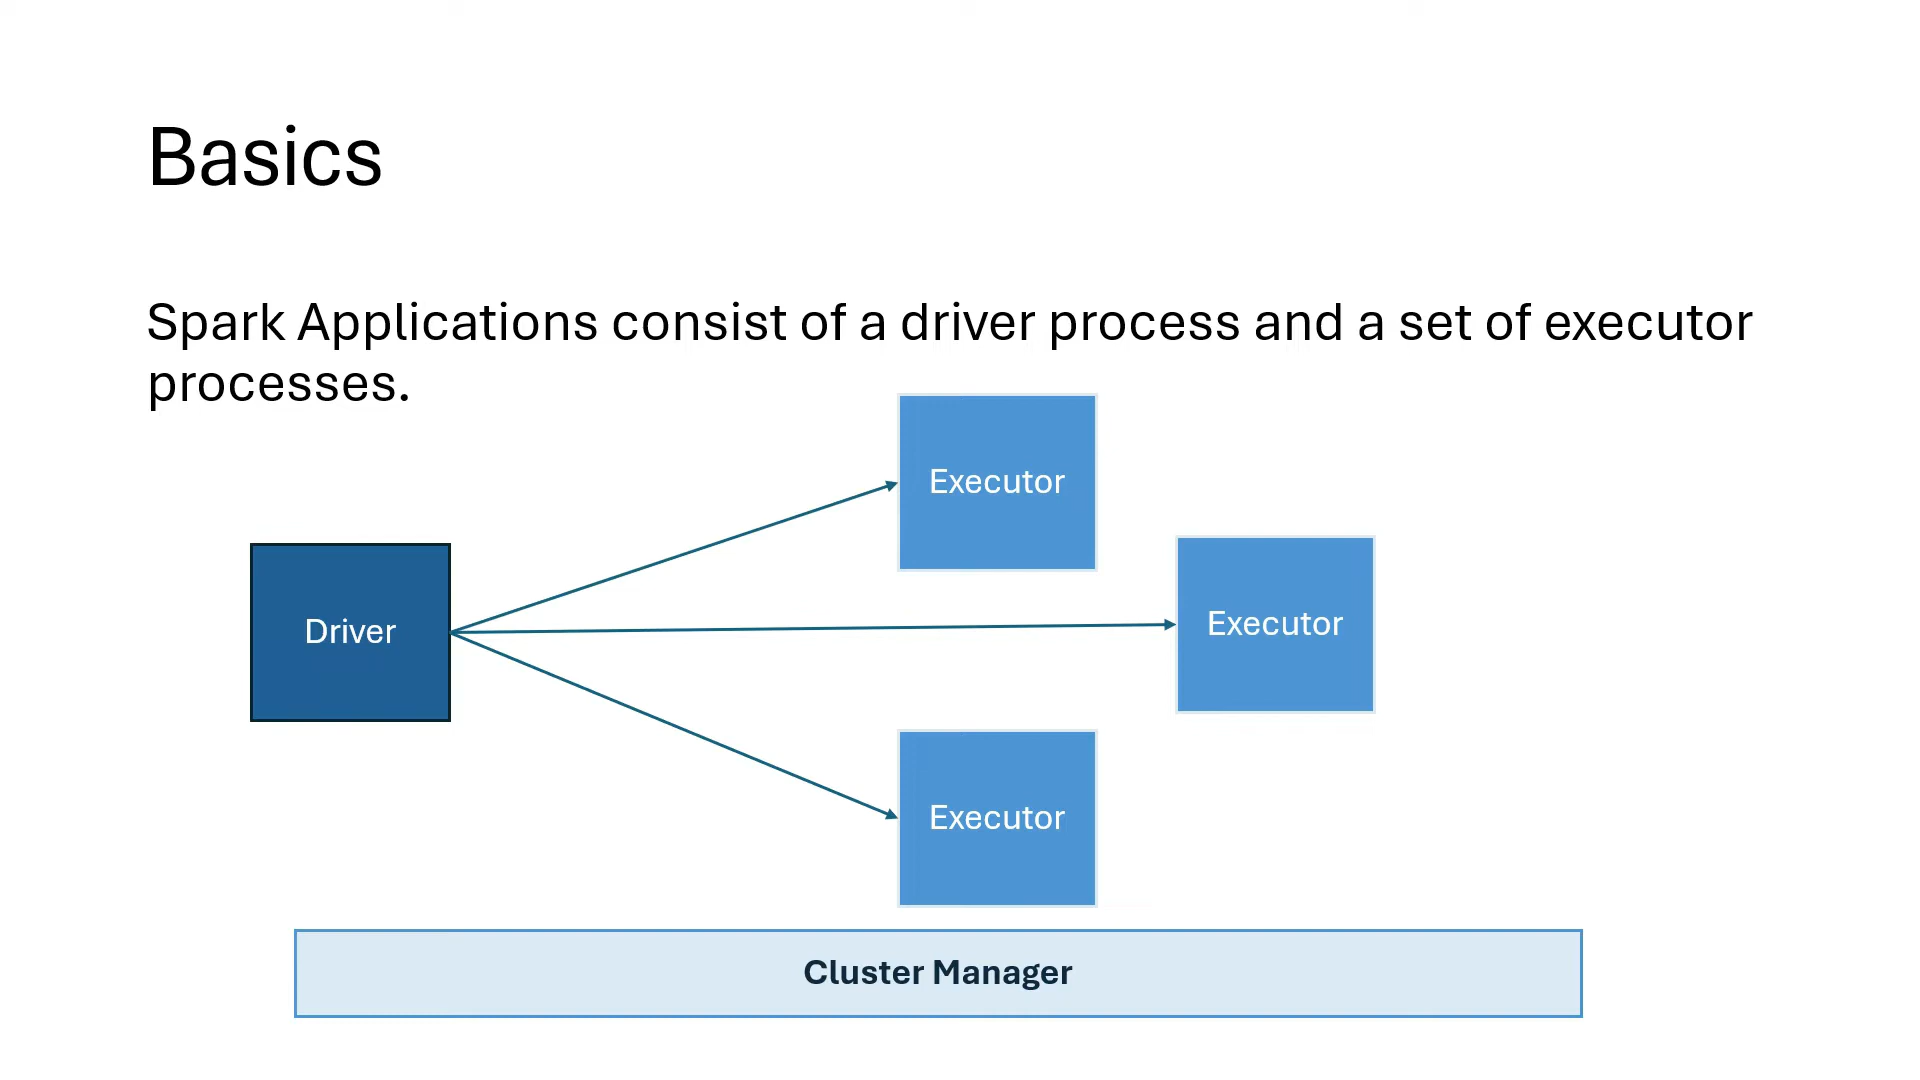 Basics
Spark Applications consist of a driver process and a set of executor
processes.
Executor
Driver
Executor
Executor
Cluster Manager